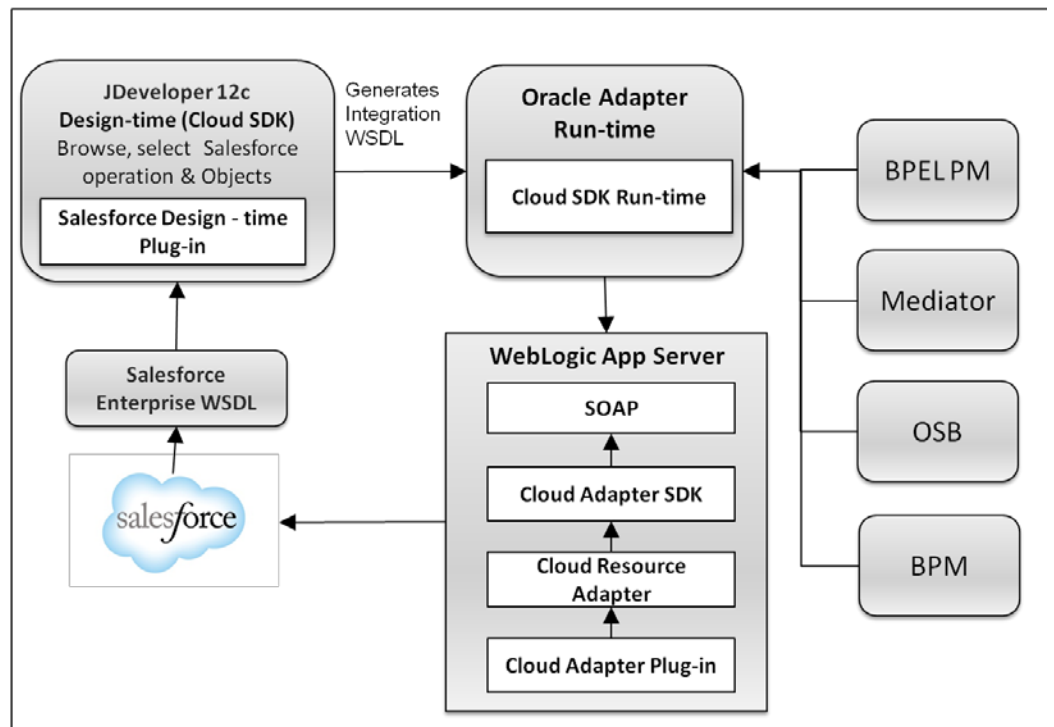 JDeveloper 12c
Design-time (Cloud SDK)
Browse, select Salesforce
operation & Objects
Salesforce Design - time
Plug-in
Generates
Integration
WSDL
Oracle Adapter
Run-time
Cloud SDK Run-time
BPEL PM
Mediator
OSB
BPM
Salesforce
Enterprise WSDL
salesforce
WebLogic App Server
SOAP
Cloud Adapter SDK
Cloud Resource
Adapter
Cloud Adapter Plug-in